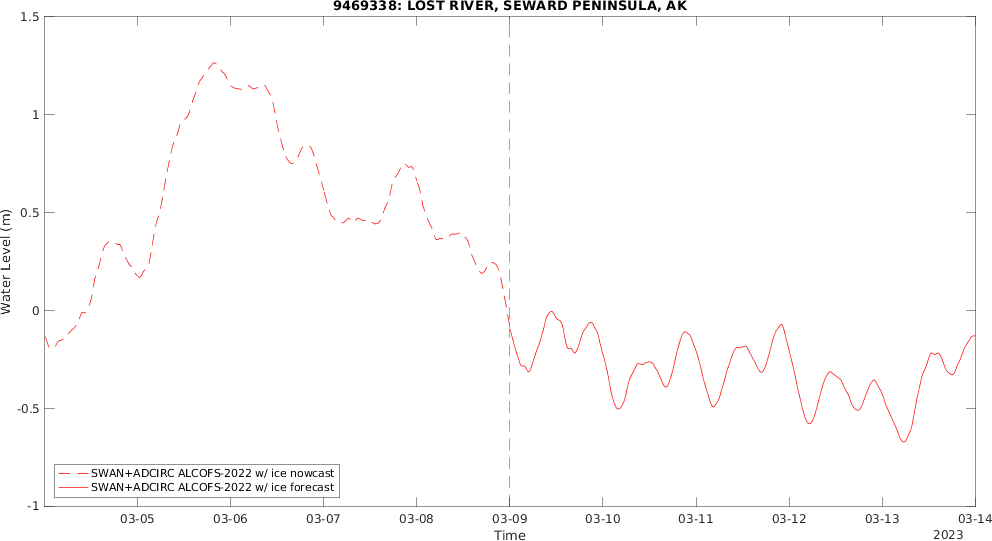 9469338: LOST RIVER, SEWARD PENINSULA, AK
1.5
1
0.5
0
-0.5
-1
Water Level (m)
SWAN+ADCIRC ALCOFS-2022 w/ ice nowcast
SWAN+ADCIRC ALCOFS-2022 w/ ice forecast
03-05 03-06 03-07 03-08 03-09 03-10 03-11 03-12 03-13 03-14
Time
2023